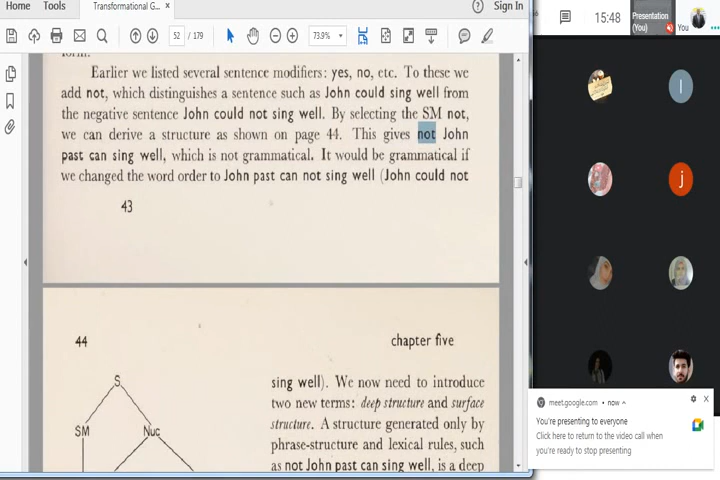 Home
Tools
Transformational G...
×
Sign In
52 / 179
73.9%
Earlier we listed several sentence modifiers: yes, no, etc. To these we
add not, which distinguishes a sentence such as John could sing well from
the negative sentence John could not sing well. By selecting the SM not,
we can derive a structure as shown on page 44. This gives not John
past can sing well, which is not grammatical. It would be grammatical if
we changed the word order to John past can not sing well (John could not
43
44
chapter five
S
SM
Nuc
sing well). We now need to introduce
two new terms: deep structure and surface
structure. A structure generated only by
phrase-structure and lexical rules, such
as not John past can sing well, is a deep
15:48
Presentation
(You)
You
I
j
meet.google.com • now
You're presenting to everyone
Click here to return to the video call when
you're ready to stop presenting